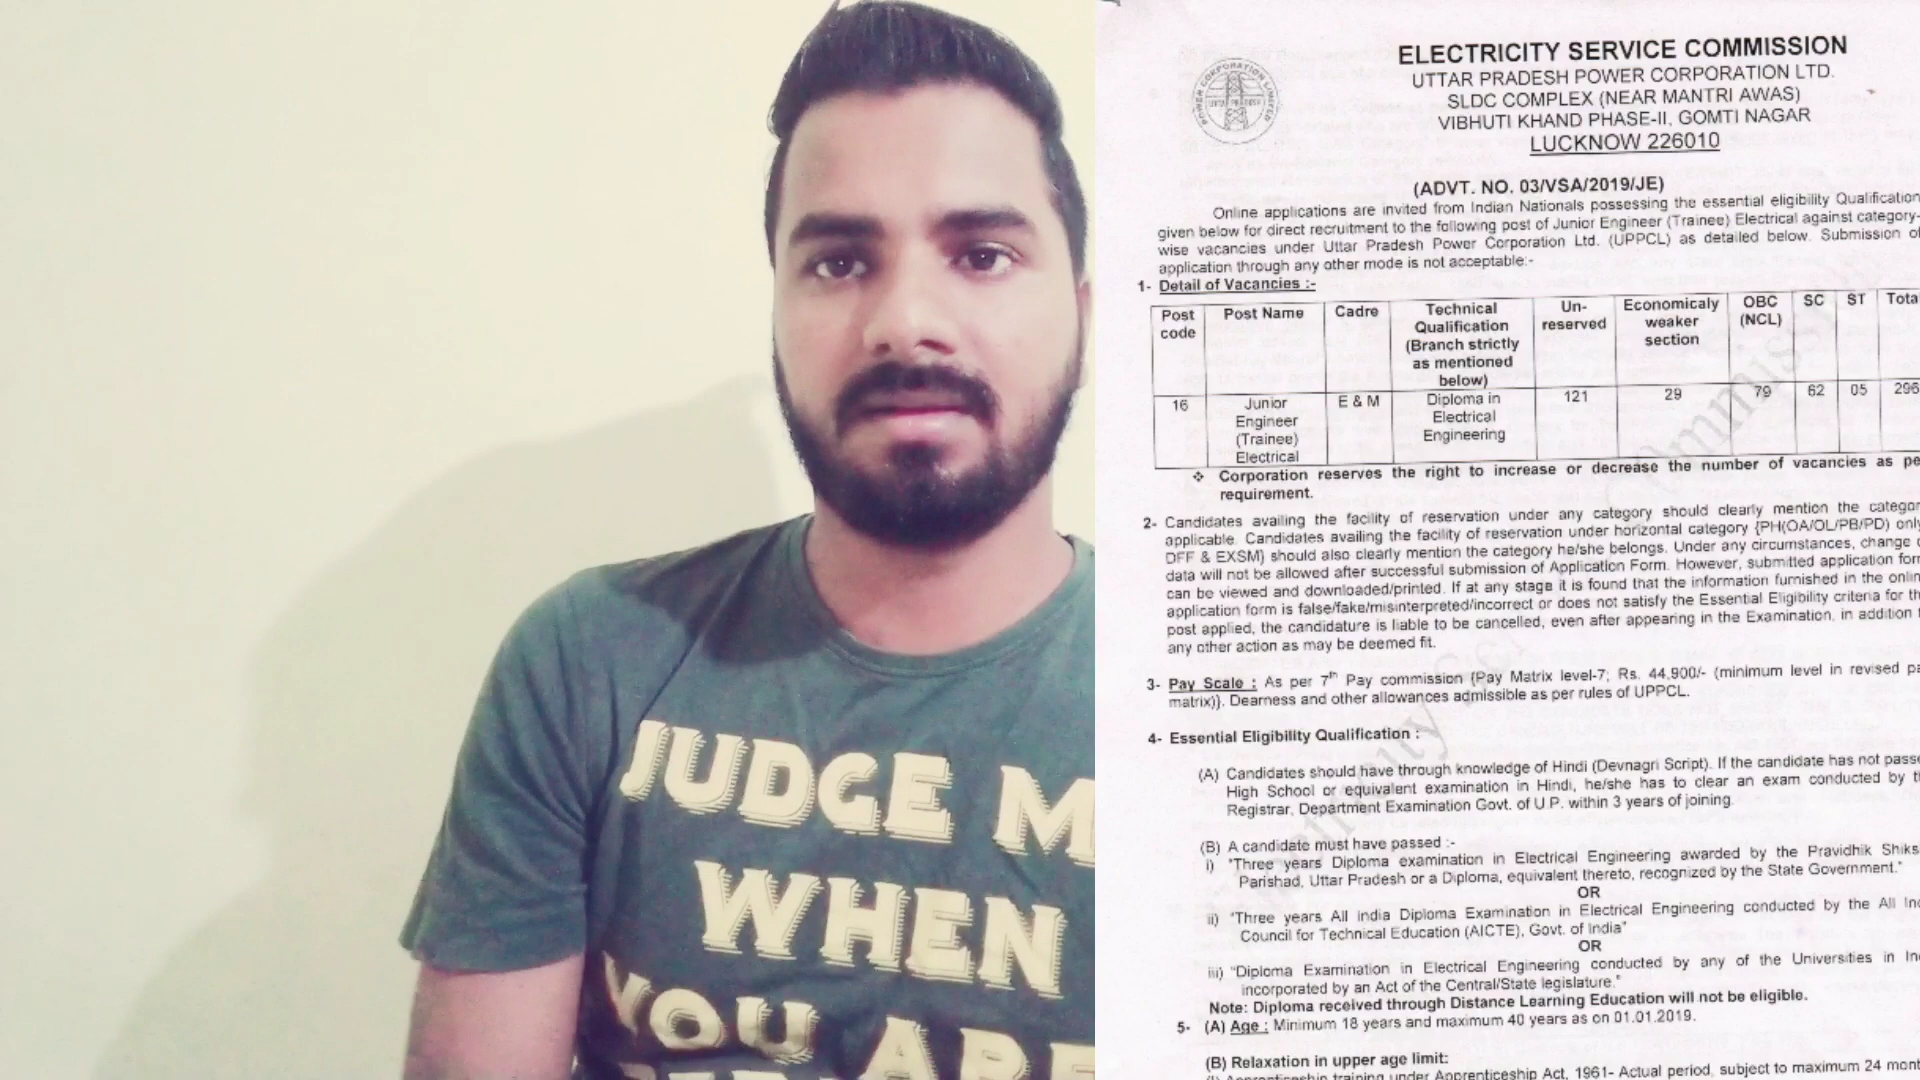 JUDGE M
WHEN
YOU ARE
POWER CORPORATION LIMITED
UTTAR PRADESH
ELECTRICITY SERVICE COMMISSION
UTTAR PRADESH POWER CORPORATION LTD.
SLDC COMPLEX (NEAR MANTRI AWAS)
VIBHUTI KHAND PHASE-II, GOMTI NAGAR
LUCKNOW 226010
(ADVT. NO. 03/VSA/2019/JE)
Online applications are invited from Indian Nationals possessing the essential eligibility Qualification
given below for direct recruitment to the following post of Junior Engineer (Trainee) Electrical against category-
wise vacancies under Uttar Pradesh Power Corporation Ltd. (UPPCL) as detailed below. Submission of
application through any other mode is not acceptable:-
1- Detail of Vacancies :-
Post code Post Name Cadre Technical Qualification (Branch strictly as mentioned below) Un-reserved Economicaly weaker section OBC (NCL) SC ST Tota
16 Junior Engineer (Trainee) Electrical E & M Diploma in Electrical Engineering 121 29 79 62 05 296
❖ Corporation reserves the right to increase or decrease the number of vacancies as pe
requirement.
2- Candidates availing the facility of reservation under any category should clearly mention the categor
applicable. Candidates availing the facility of reservation under horizontal category {PH(OA/OL/PB/PD) only
DFF & EXSM} should also clearly mention the category he/she belongs. Under any circumstances, change o
data will not be allowed after successful submission of Application Form. However, submitted application form
can be viewed and downloaded/printed. If at any stage it is found that the information furnished in the onlin
application form is false/fake/misinterpreted/incorrect or does not satisfy the Essential Eligibility criteria for th
post applied, the candidature is liable to be cancelled, even after appearing in the Examination, in addition t
any other action as may be deemed fit.
3- Pay Scale : As per 7th Pay commission {Pay Matrix level-7; Rs. 44,900/- (minimum level in revised pa
matrix)}. Dearness and other allowances admissible as per rules of UPPCL.
4- Essential Eligibility Qualification :
(A) Candidates should have through knowledge of Hindi (Devnagri Script). If the candidate has not passe
High School or equivalent examination in Hindi, he/she has to clear an exam conducted by th
Registrar, Department Examination Govt. of U.P. within 3 years of joining.
(B) A candidate must have passed :-
i) "Three years Diploma examination in Electrical Engineering awarded by the Pravidhik Shiks
Parishad, Uttar Pradesh or a Diploma, equivalent thereto, recognized by the State Government."
OR
ii) "Three years All india Diploma Examination in Electrical Engineering conducted by the All Ind
Council for Technical Education (AICTE), Govt. of India"
OR
iii) "Diploma Examination in Electrical Engineering conducted by any of the Universities in Ind
incorporated by an Act of the Central/State legislature."
Note: Diploma received through Distance Learning Education will not be eligible.
5- (A) Age : Minimum 18 years and maximum 40 years as on 01.01.2019.
(B) Relaxation in upper age limit:
(i) Apprenticeship training under Apprenticeship Act, 1961- Actual period, subject to maximum 24 mont